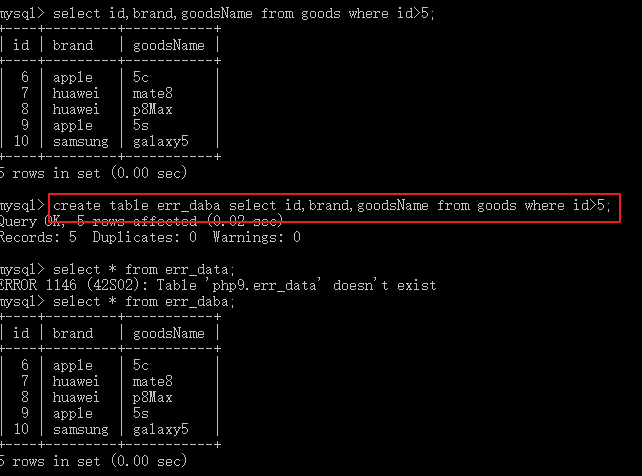 mysql> select id,brand,goodsName from goods where id>5;
+----+---------+-----------+
| id | brand   | goodsName |
+----+---------+-----------+
|  6 | apple   | 5c        |
|  7 | huawei  | mate8     |
|  8 | huawei  | p8Max     |
|  9 | apple   | 5s        |
| 10 | samsung | galaxy5   |
+----+---------+-----------+
5 rows in set (0.00 sec)
mysql> create table err_daba select id,brand,goodsName from goods where id>5;
Query OK, 5 rows affected (0.02 sec)
Records: 5  Duplicates: 0  Warnings: 0
mysql> select * from err_data;
ERROR 1146 (42S02): Table 'php9.err_data' doesn't exist
mysql> select * from err_daba;
+----+---------+-----------+
| id | brand   | goodsName |
+----+---------+-----------+
|  6 | apple   | 5c        |
|  7 | huawei  | mate8     |
|  8 | huawei  | p8Max     |
|  9 | apple   | 5s        |
| 10 | samsung | galaxy5   |
+----+---------+-----------+
5 rows in set (0.00 sec)